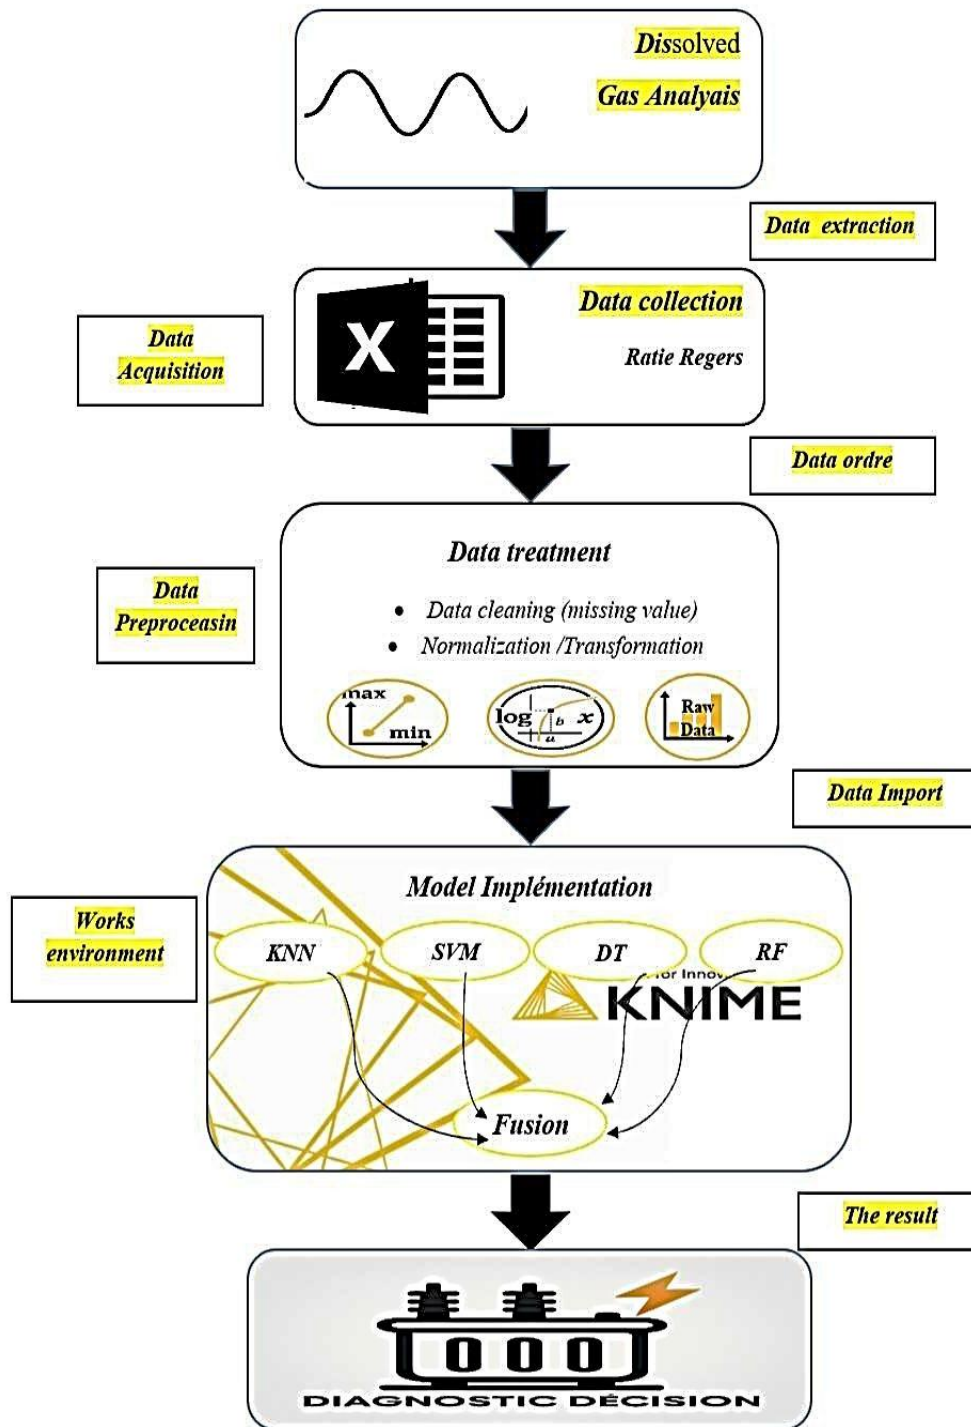 Dissolved
Gas Analyais
Data extraction
Data collection
X
Ratie Regers
Data
Acquisition
Data ordre
Data treatment
• Data cleaning (missing value)
• Normalization /Transformation
Data
Preproceasin
max
min
log x
b
a
Raw
Data
Data Import
Model Implémentation
Works
environment
KNN
SVM
DT
RF
for Innov
KNIME
Fusion
The result
DIAGNOSTIC DÉCISION